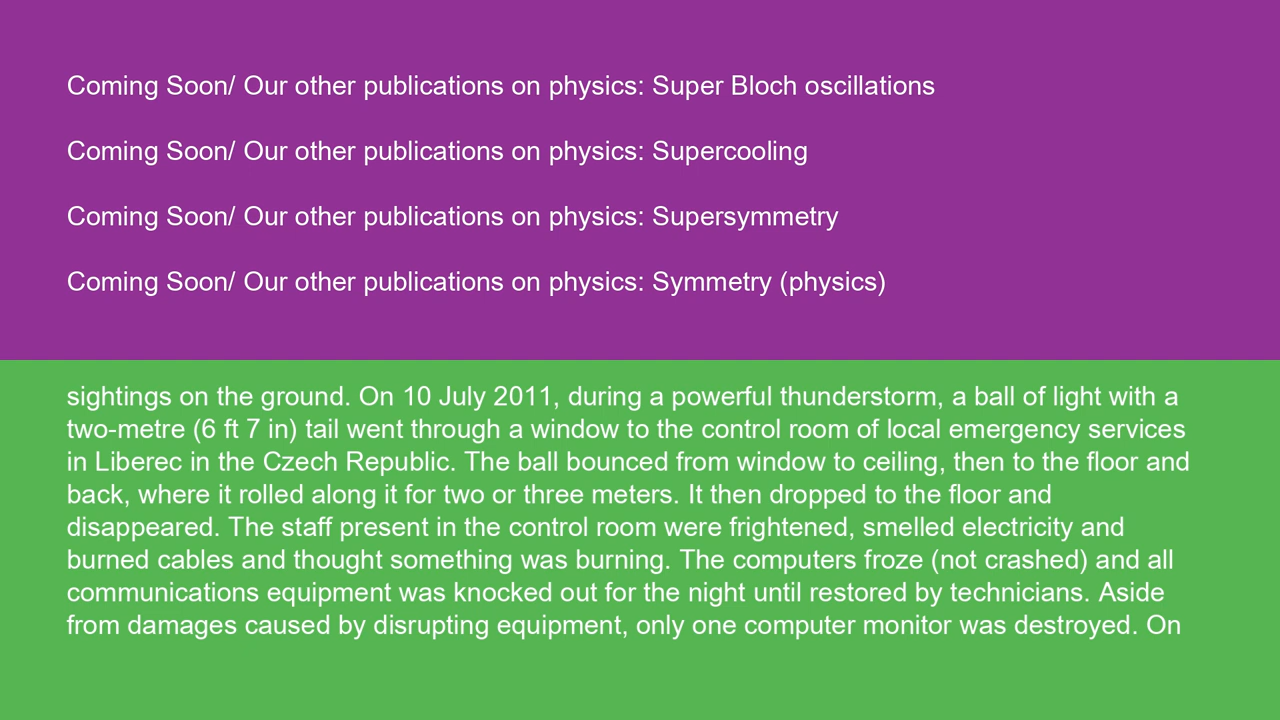 Coming Soon/ Our other publications on physics: Super Bloch oscillations
Coming Soon/ Our other publications on physics: Supercooling
Coming Soon/ Our other publications on physics: Supersymmetry
Coming Soon/ Our other publications on physics: Symmetry (physics)
sightings on the ground. On 10 July 2011, during a powerful thunderstorm, a ball of light with a
two-metre (6 ft 7 in) tail went through a window to the control room of local emergency services
in Liberec in the Czech Republic. The ball bounced from window to ceiling, then to the floor and
back, where it rolled along it for two or three meters. It then dropped to the floor and
disappeared. The staff present in the control room were frightened, smelled electricity and
burned cables and thought something was burning. The computers froze (not crashed) and all
communications equipment was knocked out for the night until restored by technicians. Aside
from damages caused by disrupting equipment, only one computer monitor was destroyed. On